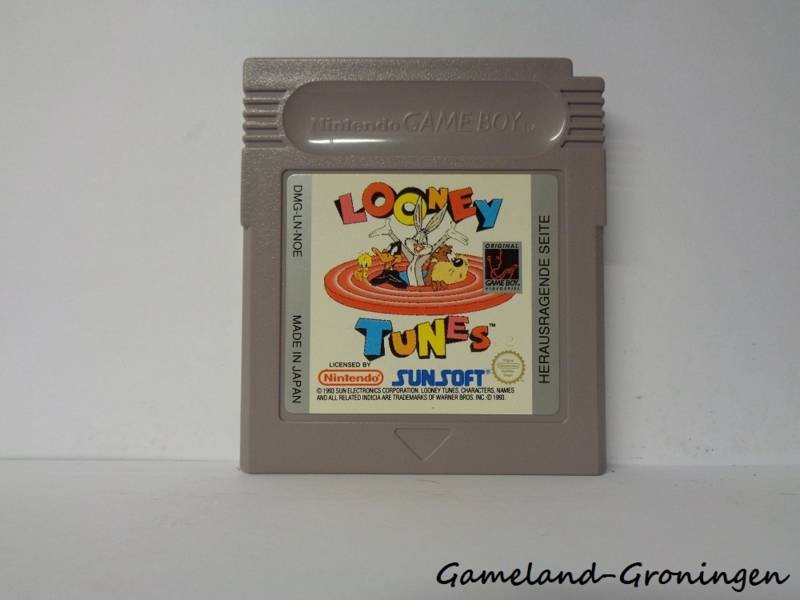 Nintendo GAME BOY
DMG-LN-NOE
MADE IN JAPAN
LOONEY
TUNES™
ORIGINAL
GAME BOY
VIDEOSPIEL
HERAUSRAGENDE SEITE
LICENSED BY
Nintendo®
SUNSOFT®
© 1993 SUN ELECTRONICS CORPORATION. LOONEY TUNES, CHARACTERS, NAMES
AND ALL RELATED INDICIA ARE TRADEMARKS OF WARNER BROS. INC. © 1993.
Gameland-Groningen